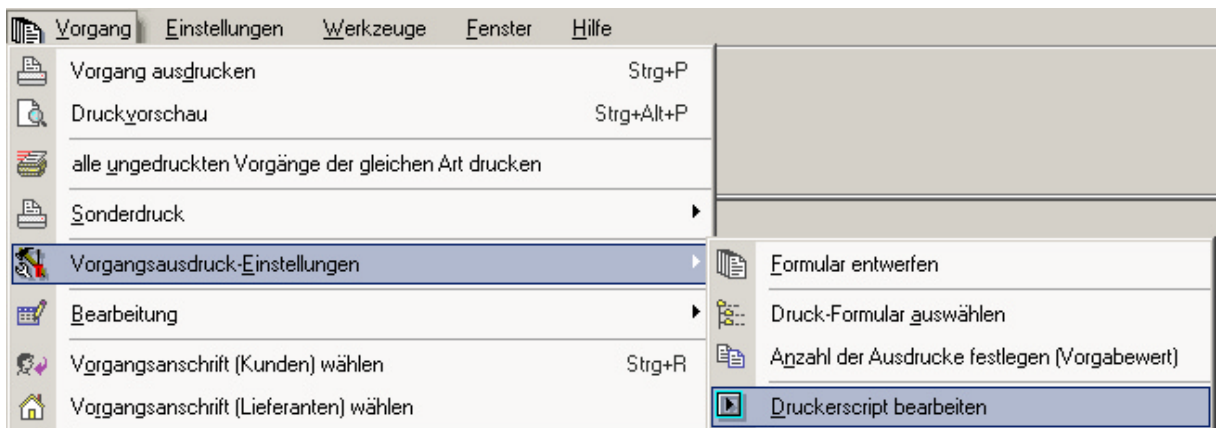 Vorgang Einstellungen Werkzeuge Fenster Hilfe
Vorgang ausdrucken Strg+P
Druckvorschau Strg+Alt+P
alle ungedruckten Vorgänge der gleichen Art drucken
Sonderdruck
Vorgangsausdruck-Einstellungen
Bearbeitung
Vorgangsanschrift (Kunden) wählen Strg+R
Vorgangsanschrift (Lieferanten) wählen
Formular entwerfen
Druck-Formular auswählen
Anzahl der Ausdrucke festlegen (Vorgabewert)
Druckerscript bearbeiten